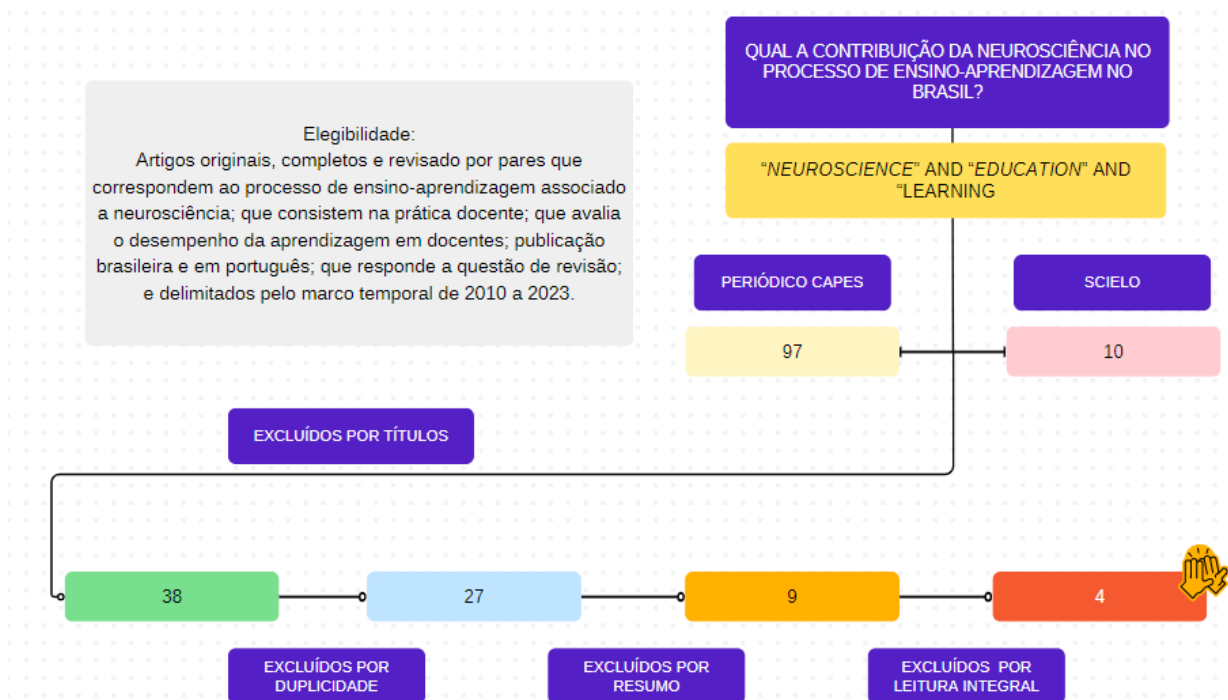 QUAL A CONTRIBUIÇÃO DA NEUROSCIÊNCIA NO
PROCESSO DE ENSINO-APRENDIZAGEM NO
BRASIL?
Elegibilidade:
Artigos originais, completos e revisado por pares que
correspondem ao processo de ensino-aprendizagem associado
a neurosciência; que consistem na prática docente; que avalia
o desempenho da aprendizagem em docentes; publicação
brasileira e em português; que responde a questão de revisão;
e delimitados pelo marco temporal de 2010 a 2023.
“NEUROSCIENCE” AND “EDUCATION” AND
“LEARNING
PERIÓDICO CAPES
SCIELO
97
10
EXCLUÍDOS POR TÍTULOS
38
27
9
4
EXCLUÍDOS POR
DUPLICIDADE
EXCLUÍDOS POR
RESUMO
EXCLUÍDOS POR
LEITURA INTEGRAL